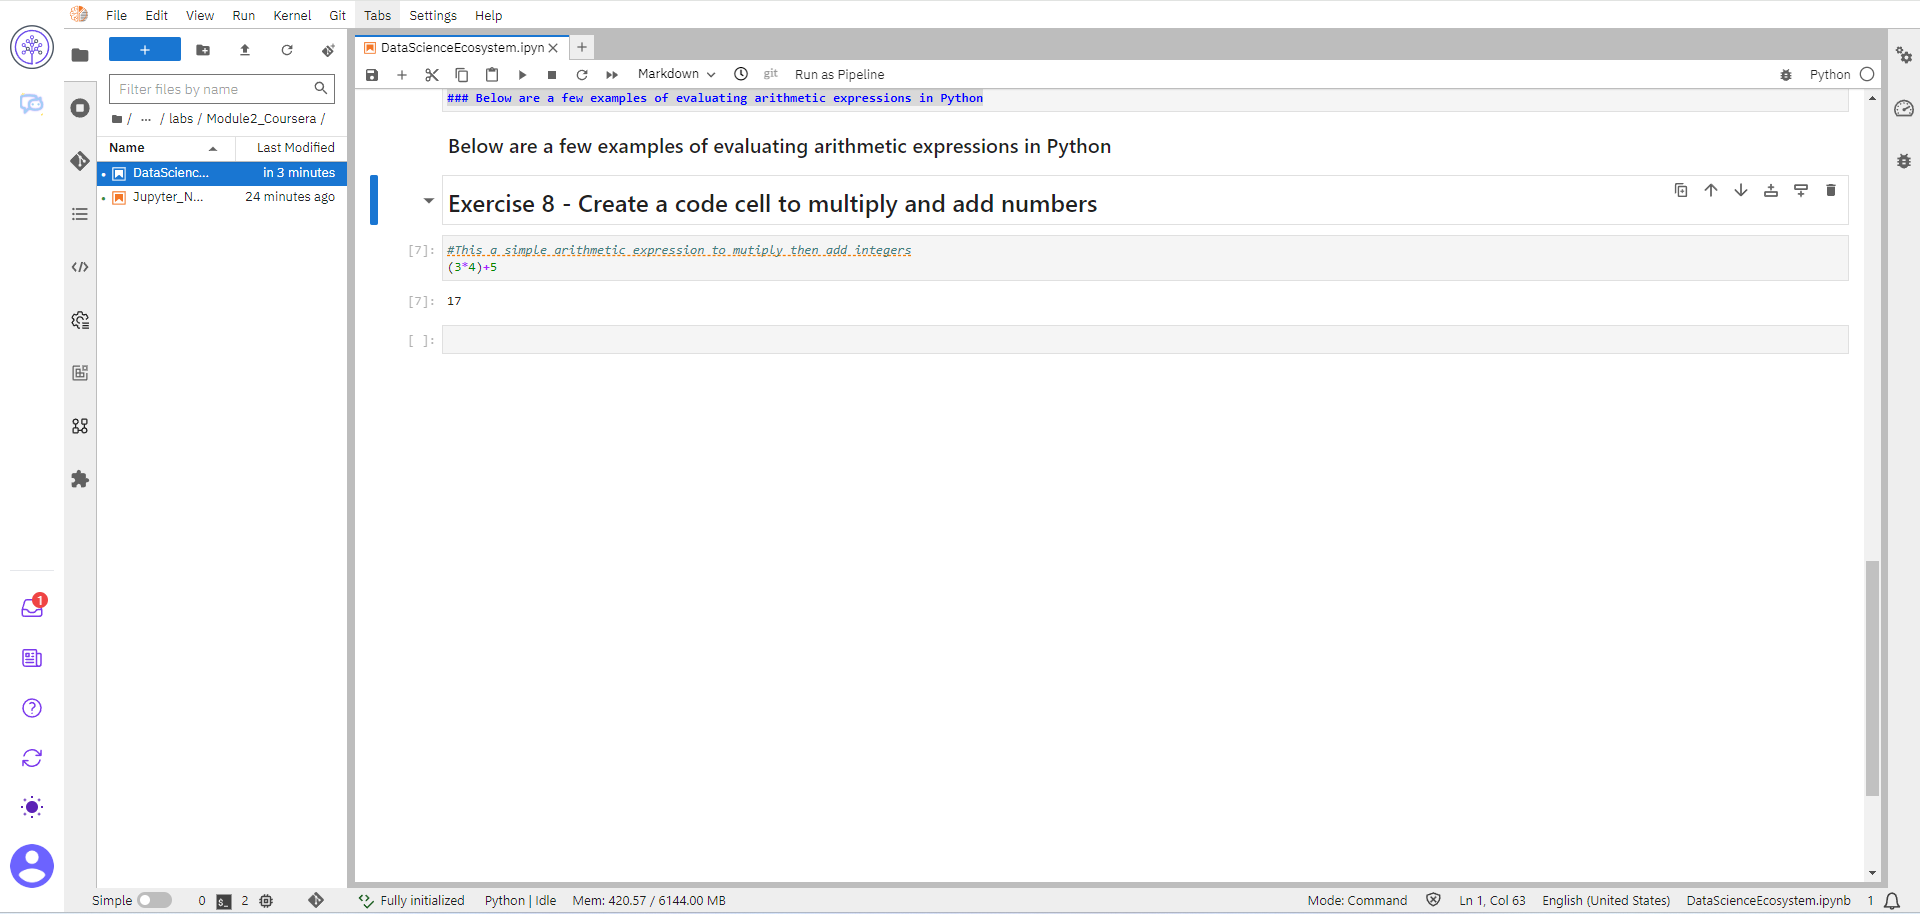 File Edit View Run Kernel Git Tabs Settings Help
+
Filter files by name
/ ... / labs / Module2_Coursera /
Name Last Modified
DataScienc... in 3 minutes
Jupyter_N... 24 minutes ago
DataScienceEcosystem.ipyn
Markdown git Run as Pipeline Python
### Below are a few examples of evaluating arithmetic expressions in Python
Below are a few examples of evaluating arithmetic expressions in Python
Exercise 8 - Create a code cell to multiply and add numbers
[7]: #This a simple arithmetic expression to mutiply then add integers
(3*4)+5
[7]: 17
[ ]:
1
Simple 0 $_ 2 Fully initialized Python | Idle Mem: 420.57 / 6144.00 MB Mode: Command Ln 1, Col 63 English (United States) DataScienceEcosystem.ipynb 1